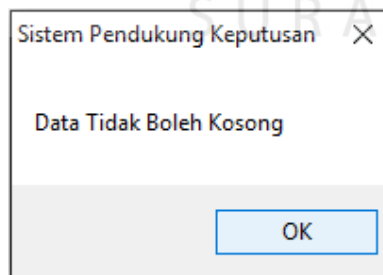 S U R A
Sistem Pendukung Keputusan
Data Tidak Boleh Kosong
OK